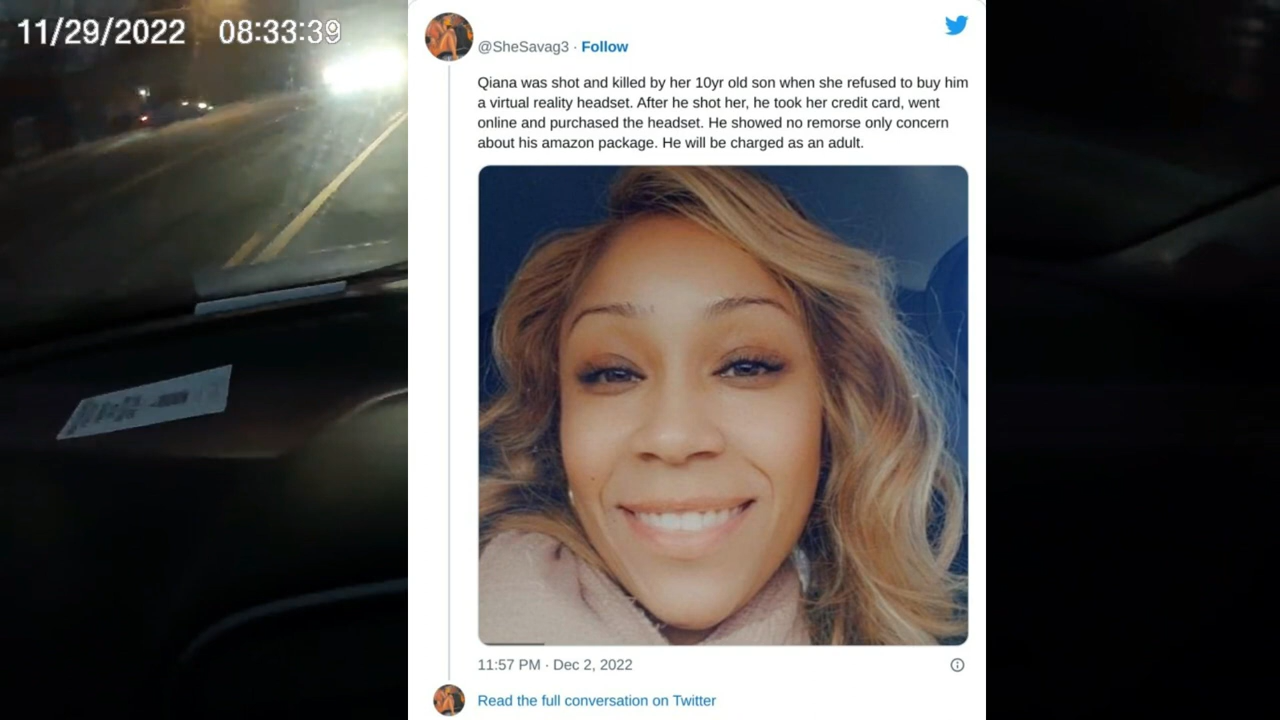 11/29/2022 08:33:39
@SheSavag3 · Follow
Qiana was shot and killed by her 10yr old son when she refused to buy him
a virtual reality headset. After he shot her, he took her credit card, went
online and purchased the headset. He showed no remorse only concern
about his amazon package. He will be charged as an adult.
11:57 PM · Dec 2, 2022
Read the full conversation on Twitter